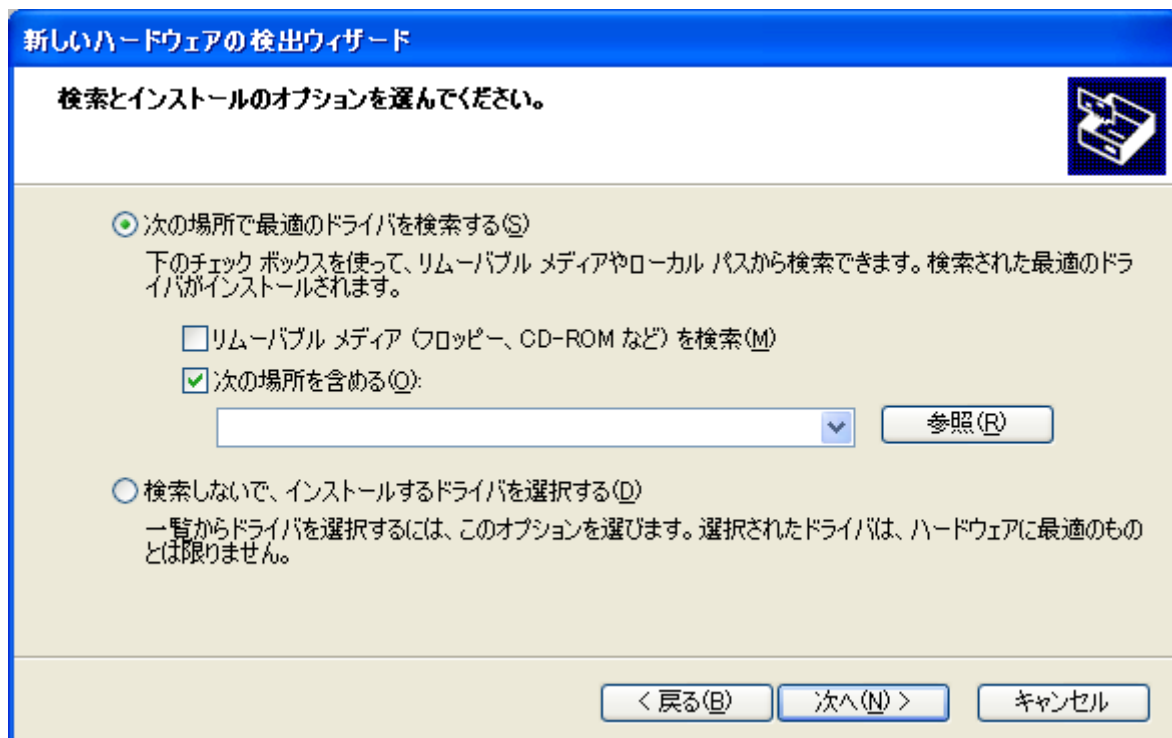 新しいハードウェアの検出ウィザード
検索とインストールのオプションを選んでください。
次の場所で最適のドライバを検索する(S)
下のチェック ボックスを使って、リムーバブル メディアやローカル パスから検索できます。検索された最適のドラ
イバがインストールされます。
リムーバブル メディア (フロッピー、CD-ROM など) を検索(M)
次の場所を含める(O):
参照(R)
検索しないで、インストールするドライバを選択する(D)
一覧からドライバを選択するには、このオプションを選びます。選択されたドライバは、ハードウェアに最適のもの
とは限りません。
< 戻る(B) 次へ(N) > キャンセル